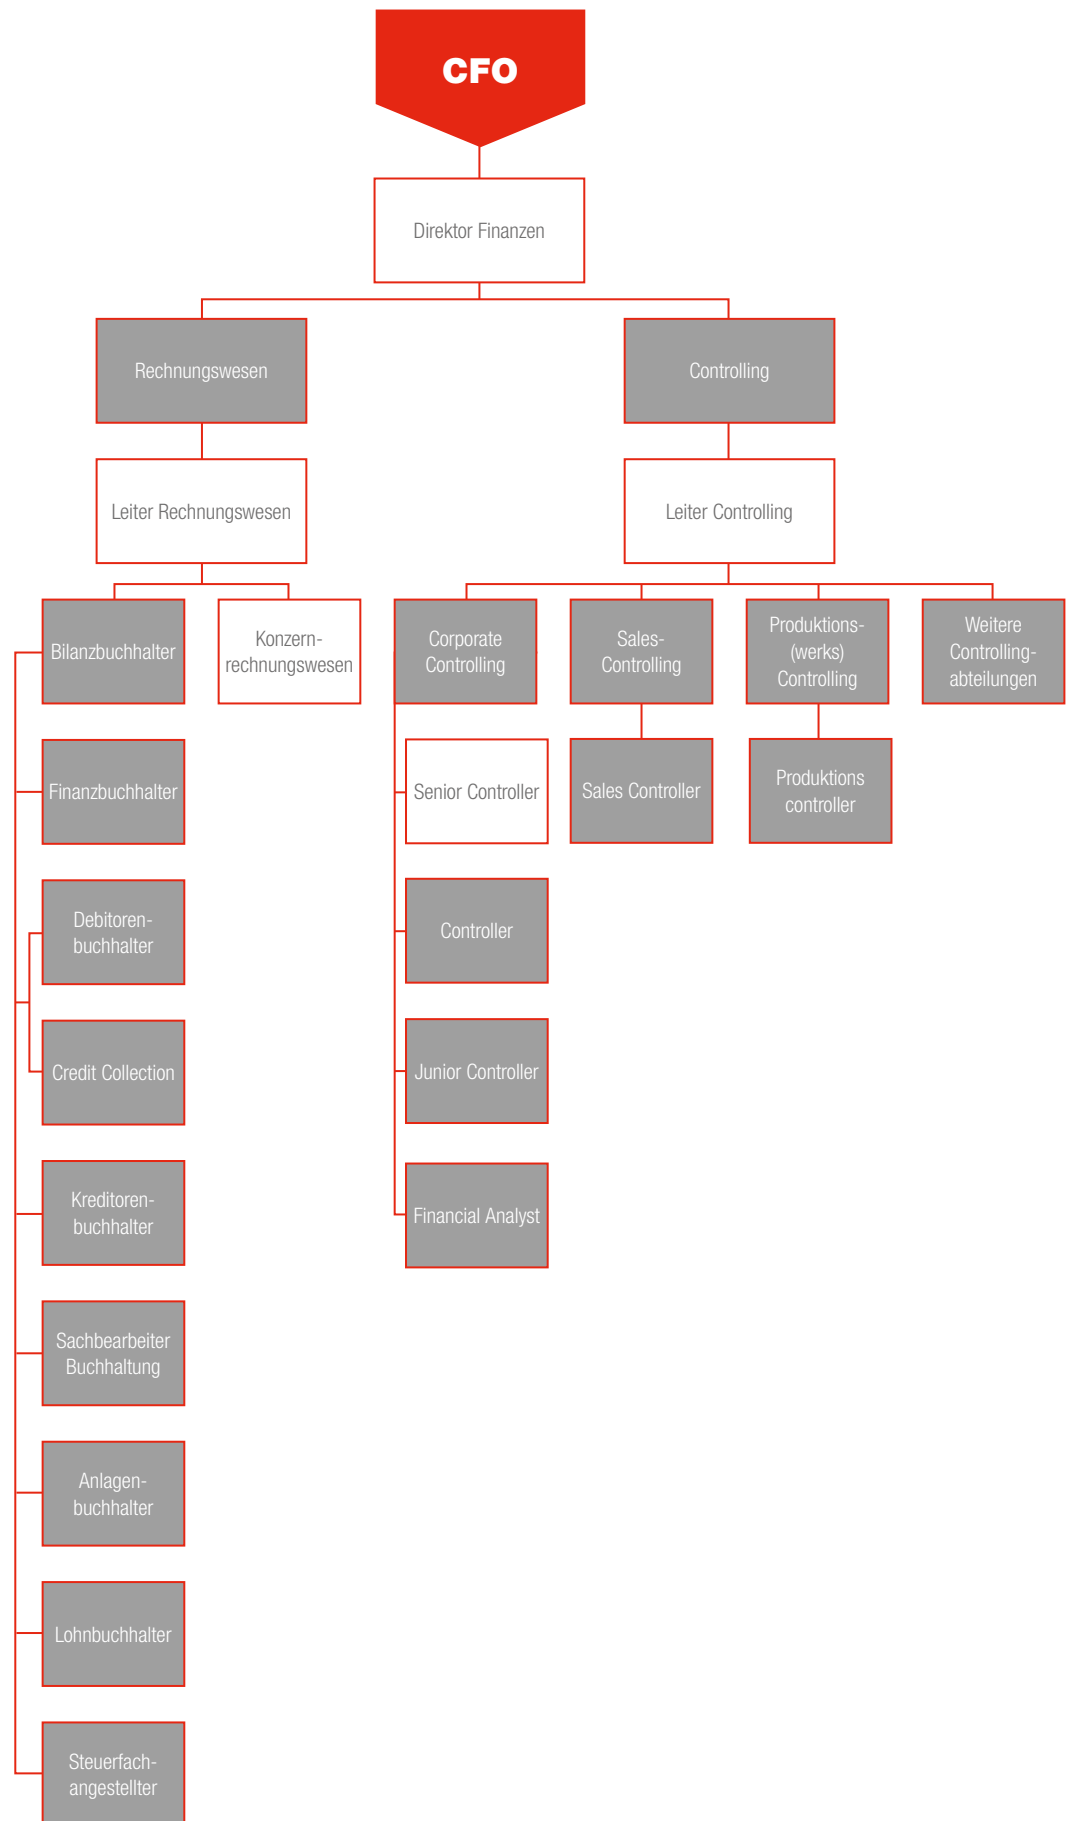 CFO
Direktor Finanzen
Rechnungswesen
Controlling
Leiter Rechnungswesen
Leiter Controlling
Bilanzbuchhalter
Konzern-
rechnungswesen
Corporate
Controlling
Sales-
Controlling
Produktions-
(werks)
Controlling
Weitere
Controlling-
abteilungen
Finanzbuchhalter
Senior Controller
Sales Controller
Produktions
controller
Debitoren-
buchhalter
Controller
Credit Collection
Junior Controller
Kreditoren-
buchhalter
Financial Analyst
Sachbearbeiter
Buchhaltung
Anlagen-
buchhalter
Lohnbuchhalter
Steuerfach-
angestellter